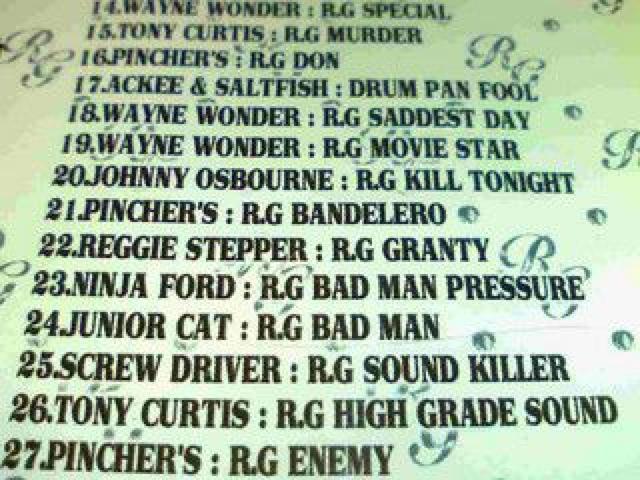 14.WAYNE WONDER : R.G SPECIAL
15.TONY CURTIS : R.G MURDER
16.PINCHER'S : R.G DON
17.ACKEE & SALTFISH : DRUM PAN FOOL
18.WAYNE WONDER : R.G SADDEST DAY
19.WAYNE WONDER : R.G MOVIE STAR
20.JOHNNY OSBOURNE : R.G KILL TONIGHT
21.PINCHER'S : R.G BANDELERO
22.REGGIE STEPPER : R.G GRANTY
23.NINJA FORD : R.G BAD MAN PRESSURE
24.JUNIOR CAT : R.G BAD MAN
25.SCREW DRIVER : R.G SOUND KILLER
26.TONY CURTIS : R.G HIGH GRADE SOUND
27.PINCHER'S : R.G ENEMY